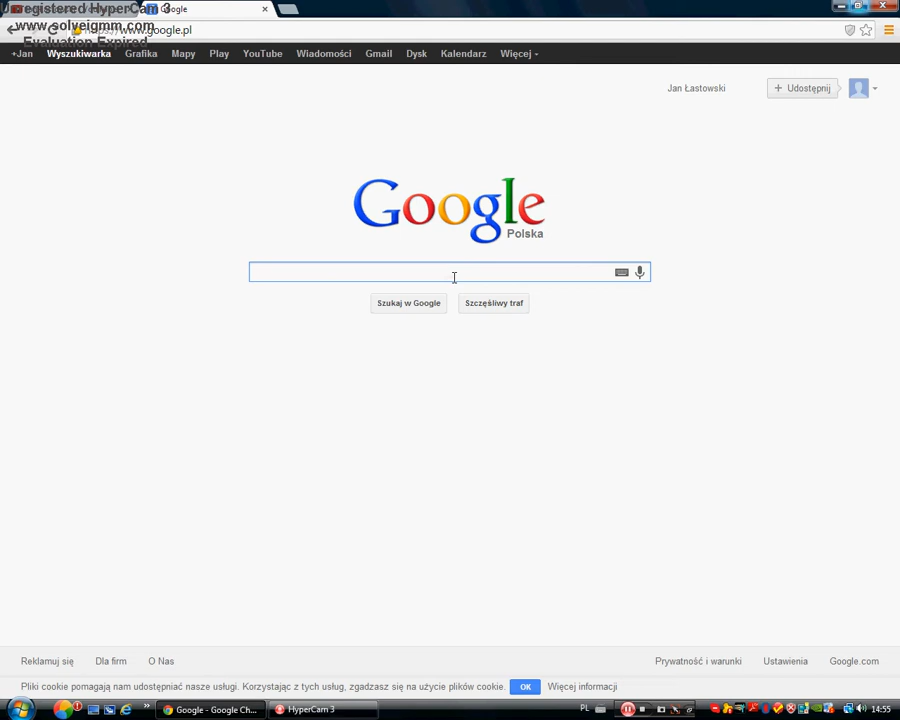 Unregistered HyperCam 3
www.solveigmm.com
Evaluation Expired
Google
https://www.google.pl
+Jan Wyszukiwarka Grafika Mapy Play YouTube Wiadomości Gmail Dysk Kalendarz Więcej
Jan Łastowski + Udostępnij
Google
Polska
Szukaj w Google Szczęśliwy traf
Reklamuj się Dla firm O Nas Prywatność i warunki Ustawienia Google.com
Pliki cookie pomagają nam udostępniać nasze usługi. Korzystając z tych usług, zgadzasz się na użycie plików cookie. OK Więcej informacji
Google - Google Ch... HyperCam 3 PL 14:55